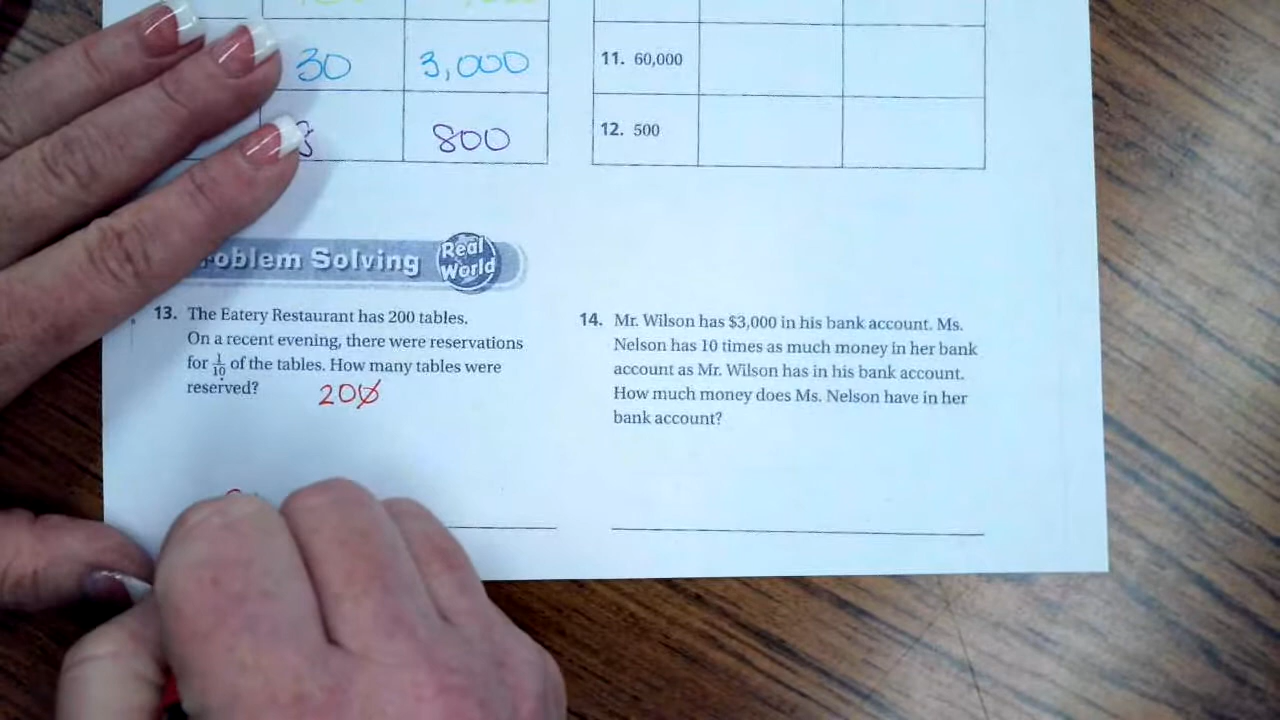 30 3,000
11. 60,000
8 800
12. 500
Problem Solving Real World
13. The Eatery Restaurant has 200 tables.
On a recent evening, there were reservations
for 1/10 of the tables. How many tables were
reserved?
200
14. Mr. Wilson has $3,000 in his bank account. Ms.
Nelson has 10 times as much money in her bank
account as Mr. Wilson has in his bank account.
How much money does Ms. Nelson have in her
bank account?